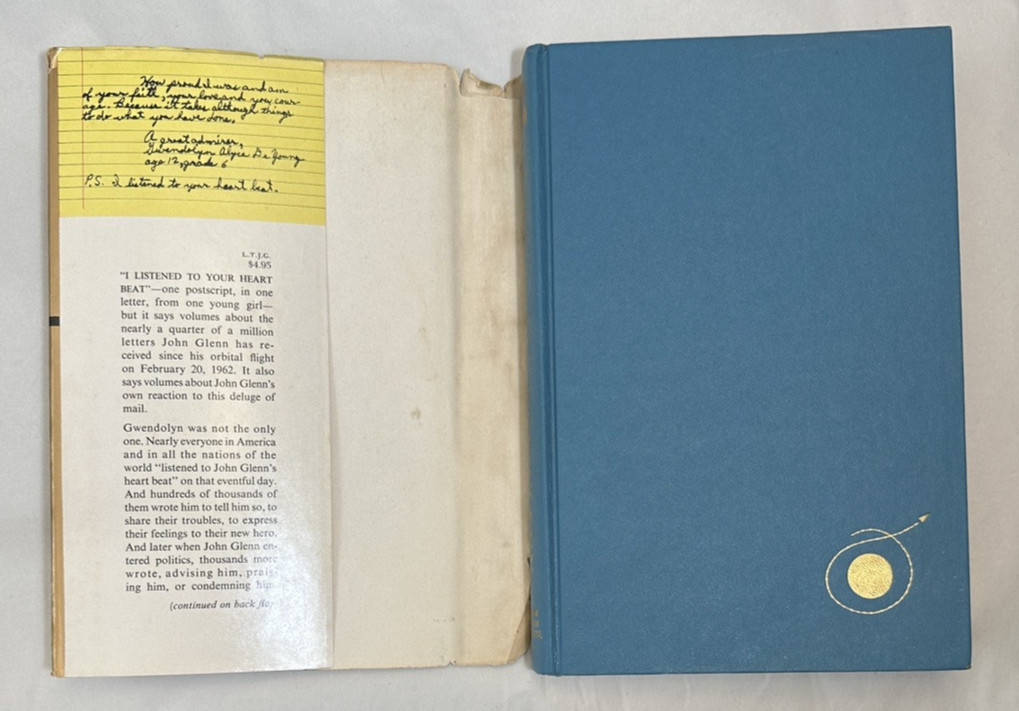 How proud I was and am
of your faith, your love and you cour-
age. Because it takes although things
to do what you have done.
A great admirer,
Gwendolyn Alyce De Young
age 12, grade 6
P.S. I listened to your heart beat.
L.T.J.G.
$4.95
"I LISTENED TO YOUR HEART
BEAT"—one postscript, in one
letter, from one young girl—
but it says volumes about the
nearly a quarter of a million
letters John Glenn has re-
ceived since his orbital flight
on February 20, 1962. It also
says volumes about John Glenn's
own reaction to this deluge of
mail.
Gwendolyn was not the only
one. Nearly everyone in America
and in all the nations of the
world "listened to John Glenn's
heart beat" on that eventful day.
And hundreds of thousands of
them wrote him to tell him so, to
share their troubles, to express
their feelings to their new hero.
And later when John Glenn en-
tered politics, thousands more
wrote, advising him, prais-
ing him, or condemning him.
(continued on back flap)